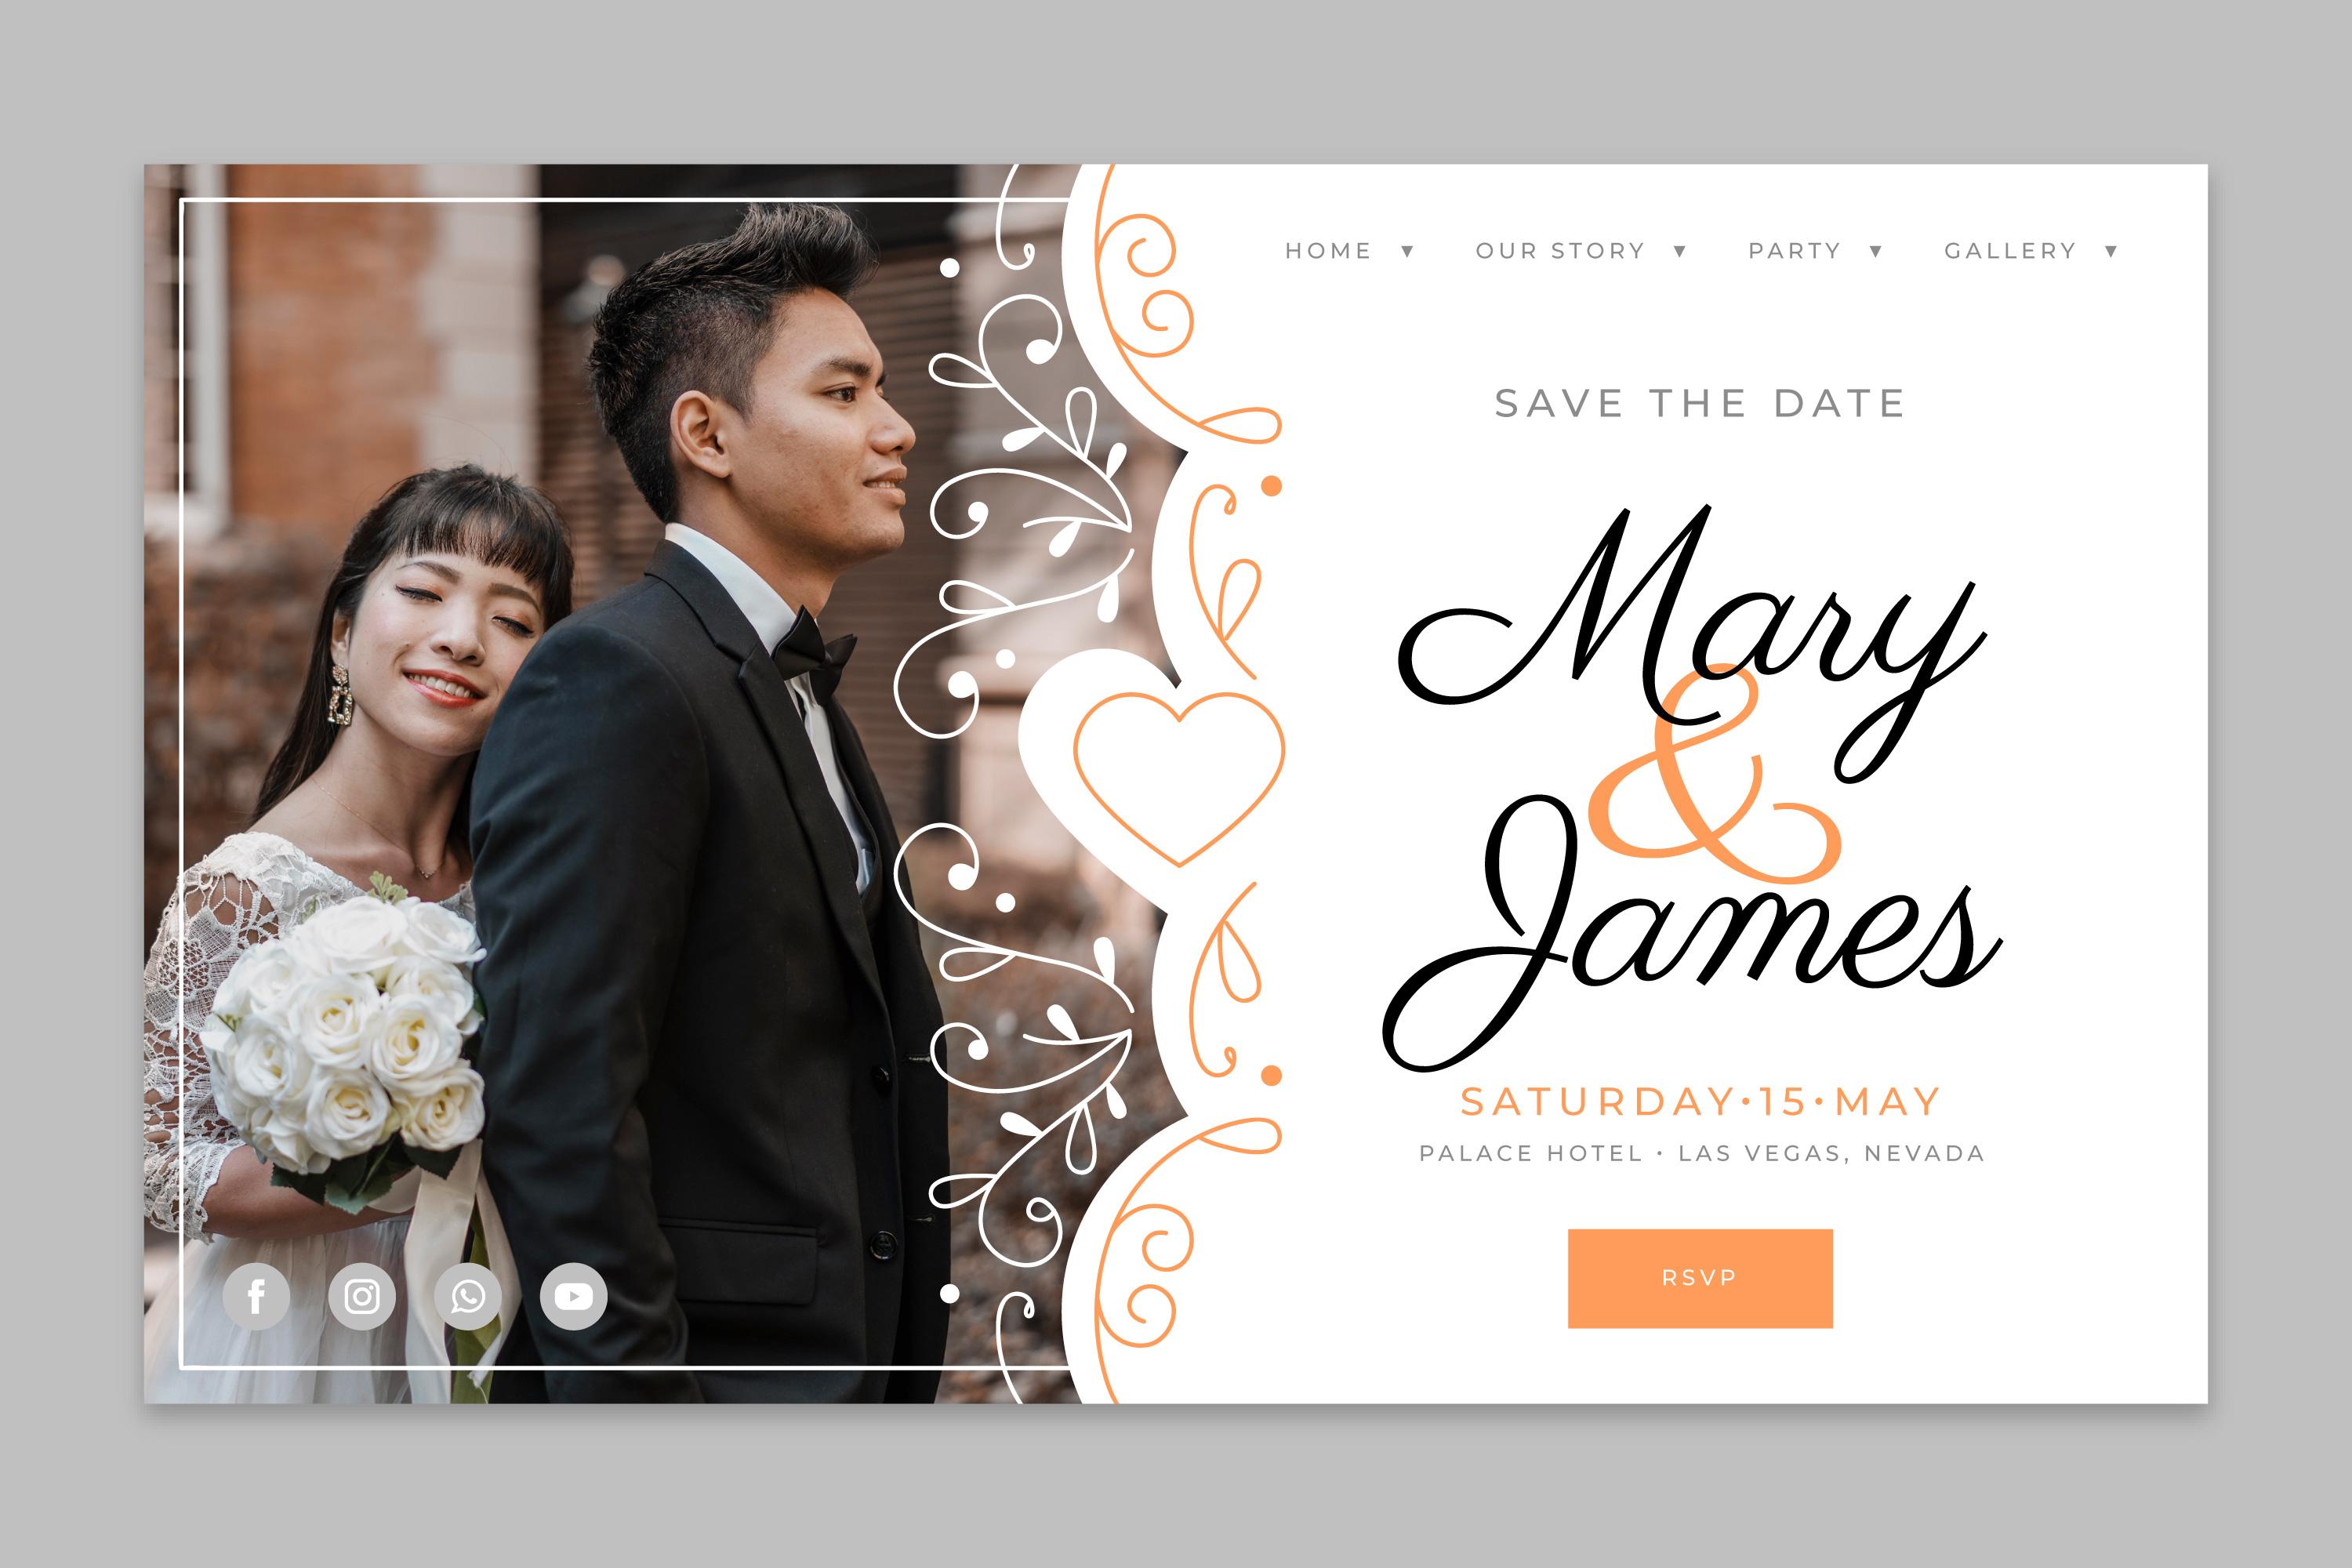 HOME ▼ OUR STORY ▼ PARTY ▼ GALLERY ▼
SAVE THE DATE
Mary
&
James
SATURDAY•15•MAY
PALACE HOTEL • LAS VEGAS, NEVADA
RSVP